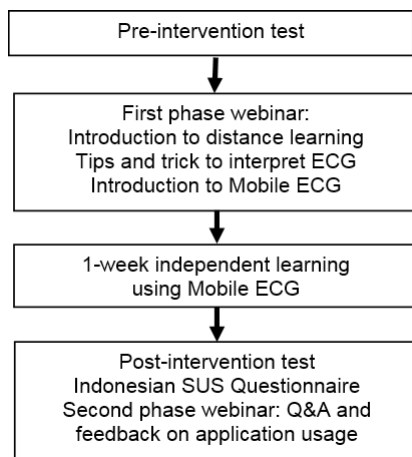 Pre-intervention test
First phase webinar:
Introduction to distance learning
Tips and trick to interpret ECG
Introduction to Mobile ECG
1-week independent learning
using Mobile ECG
Post-intervention test
Indonesian SUS Questionnaire
Second phase webinar: Q&A and
feedback on application usage